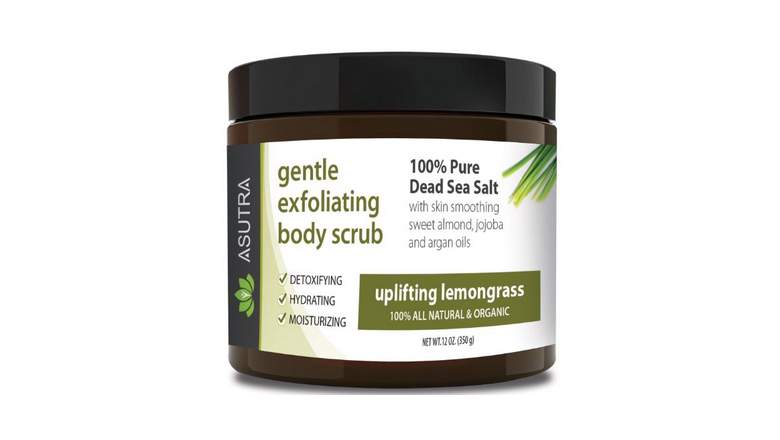 ASUTRA
gentle
exfoliating
body scrub
✓ DETOXIFYING
✓ HYDRATING
✓ MOISTURIZING
100% Pure
Dead Sea Salt
with skin smoothing
sweet almond, jojoba
and argan oils
uplifting lemongrass
100% ALL NATURAL & ORGANIC
NET WT. 12 OZ. (350 g)